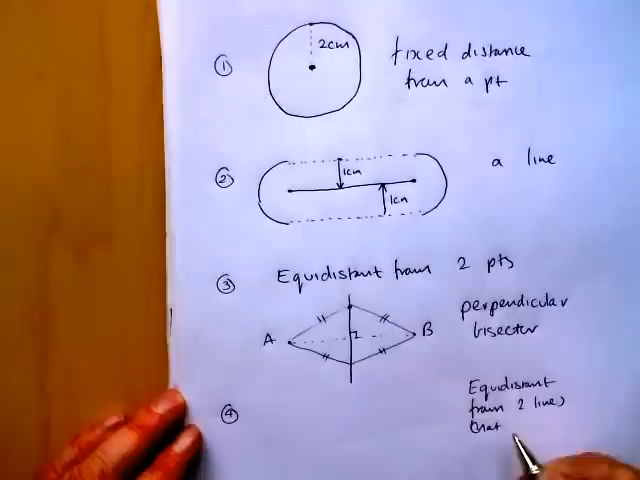 ① 2cm fixed distance
from a pt
② 1cm a line
1cm
③ Equidistant from 2 pts
perpendicular
bisector
A B
④ Equidistant
from 2 lines
that